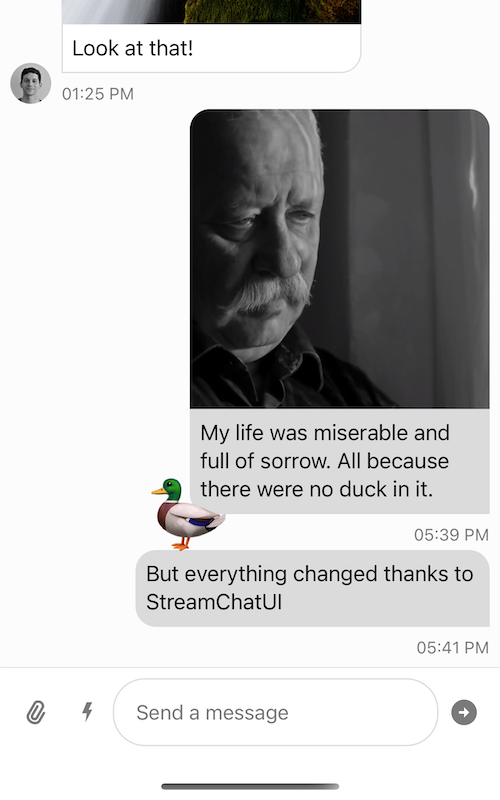 Look at that!
01:25 PM
My life was miserable and
full of sorrow. All because
there were no duck in it.
05:39 PM
But everything changed thanks to
StreamChatUI
05:41 PM
Send a message